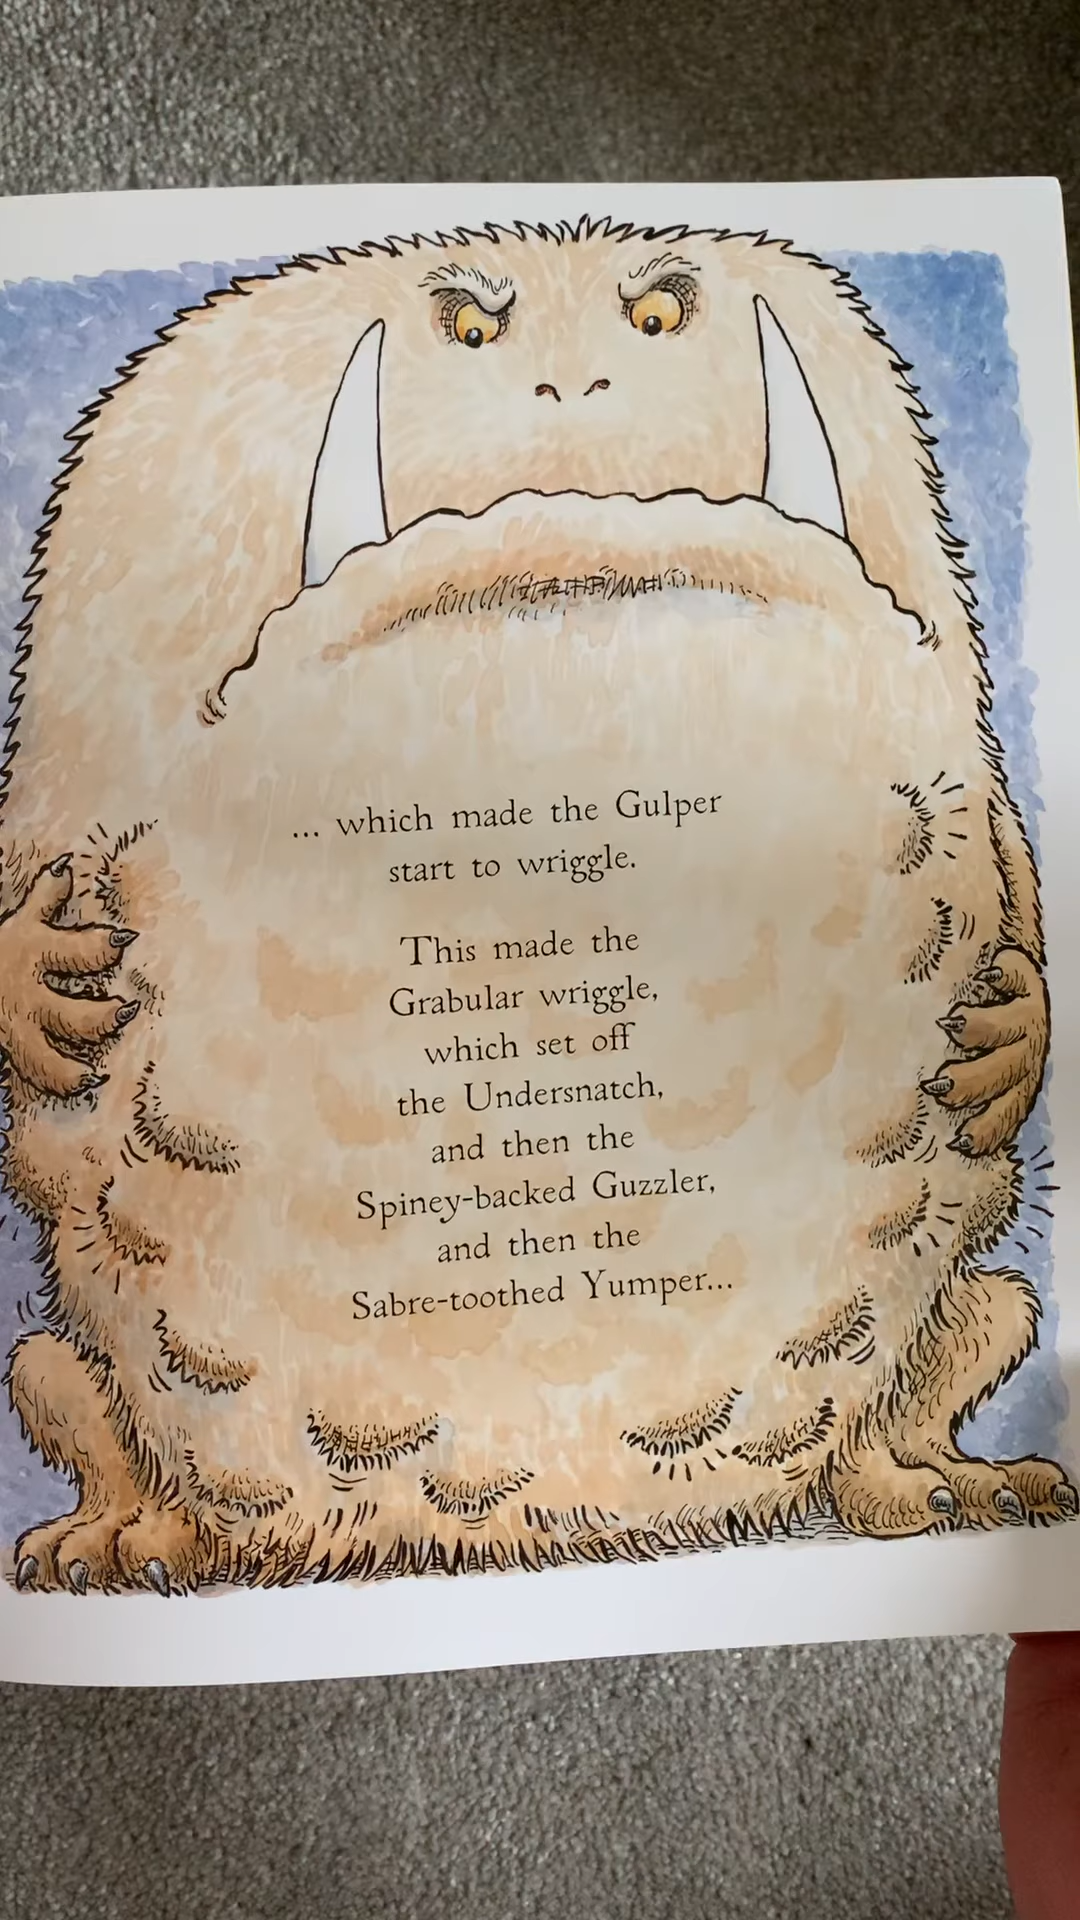 ... which made the Gulper
start to wriggle.
This made the
Grabular wriggle,
which set off
the Undersnatch,
and then the
Spiney-backed Guzzler,
and then the
Sabre-toothed Yumper...